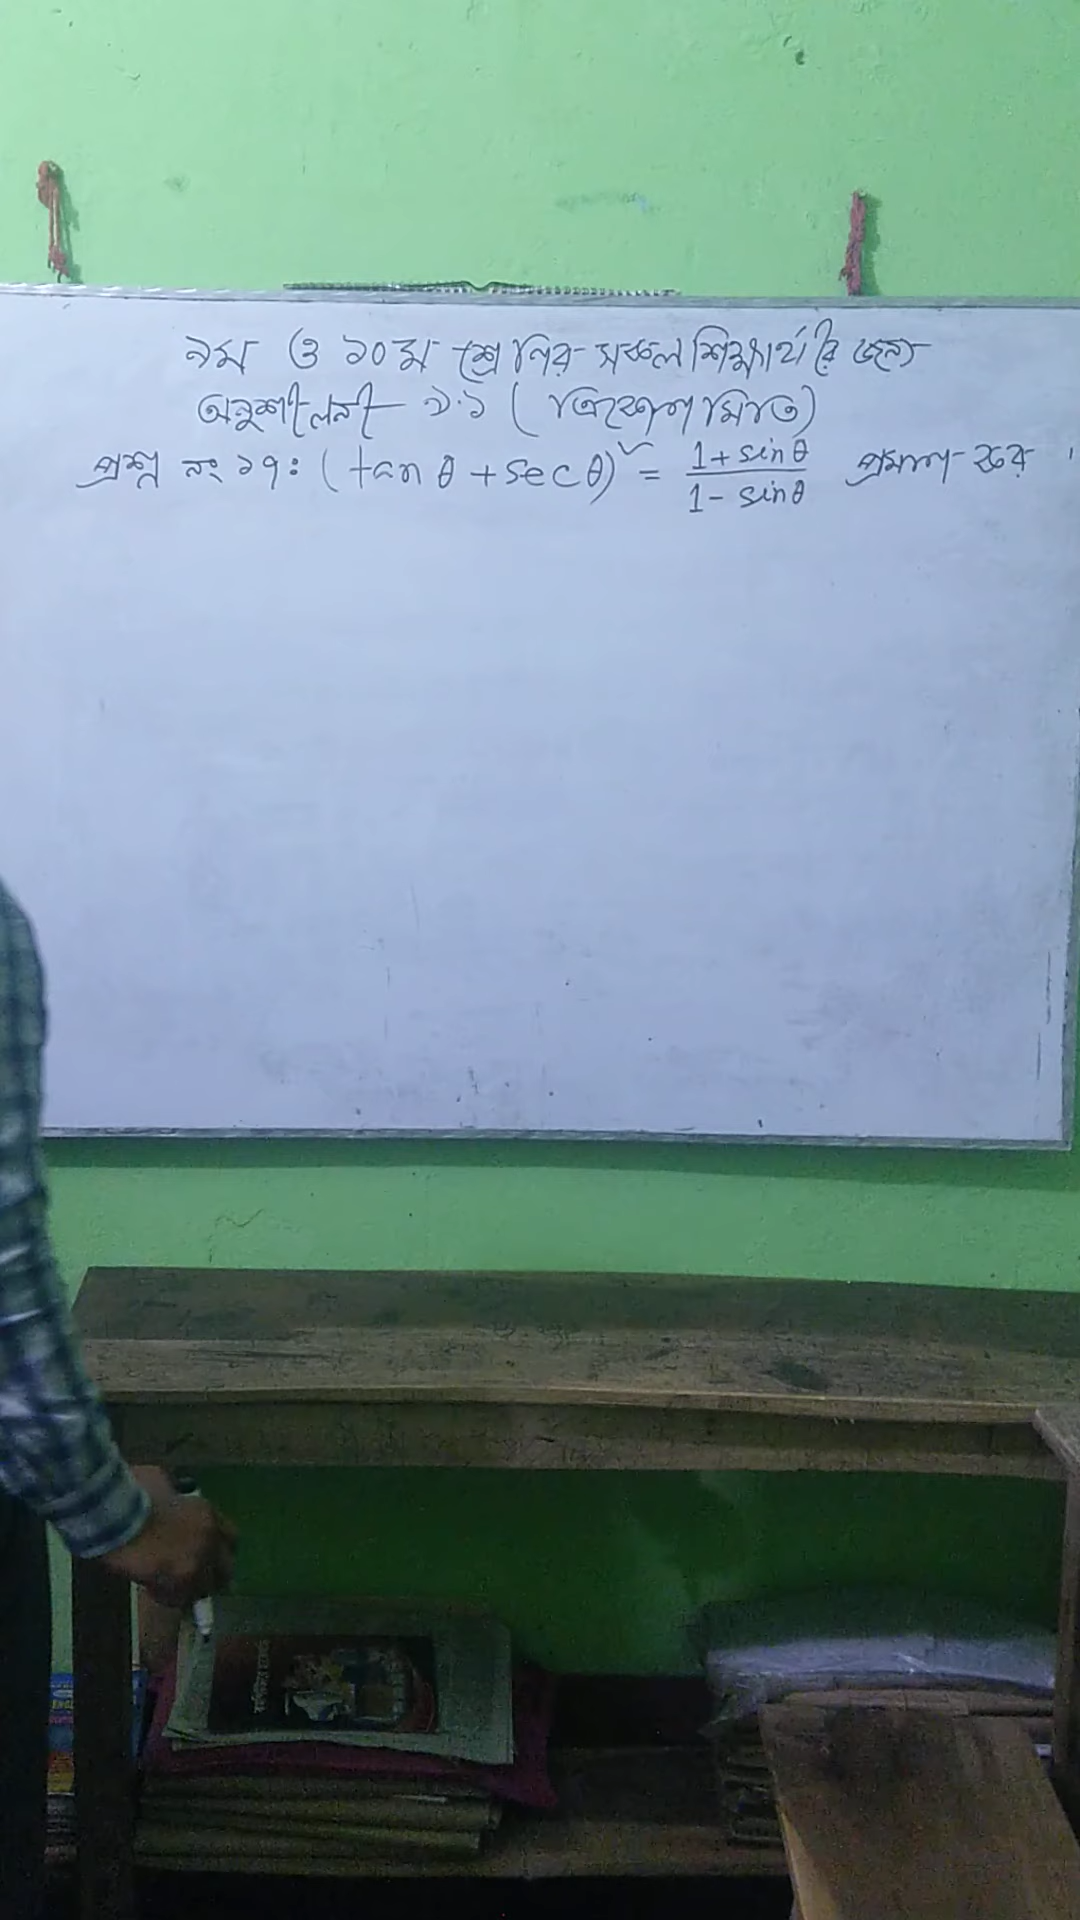 ৯ম ও ১০ম শ্রেণির সকল শিক্ষার্থীর জন্য
অনুশীলনী ৯.১ ( ত্রিকোণমিতি)
প্রশ্ন নং ১৭ঃ (tan θ + sec θ)² = (1 + sin θ)/(1 - sin θ) প্রমাণ কর।
ENGL